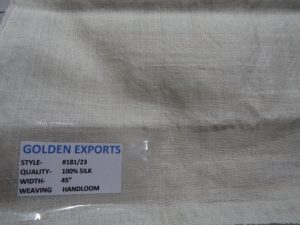 GOLDEN EXPORTS
STYLE- #181/23
QUALITY- 100% SILK
WIDTH- 45"
WEAVING HANDLOOM